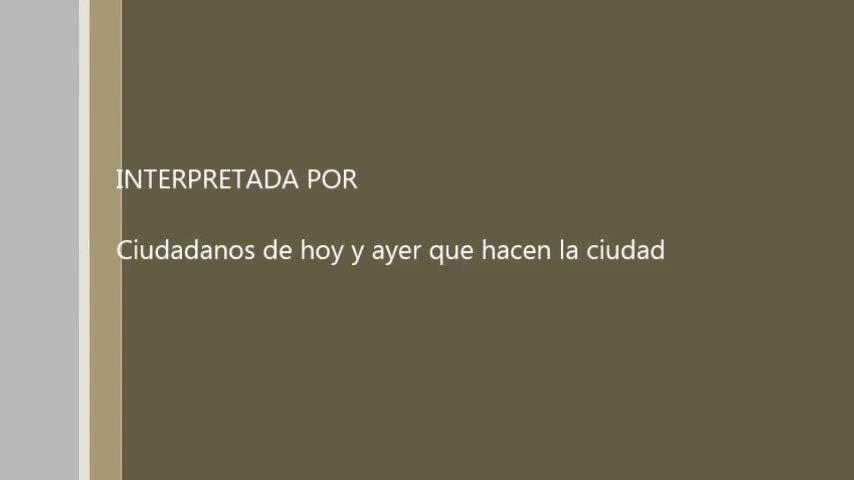 INTERPRETADA POR
Ciudadanos de hoy y ayer que hacen la ciudad